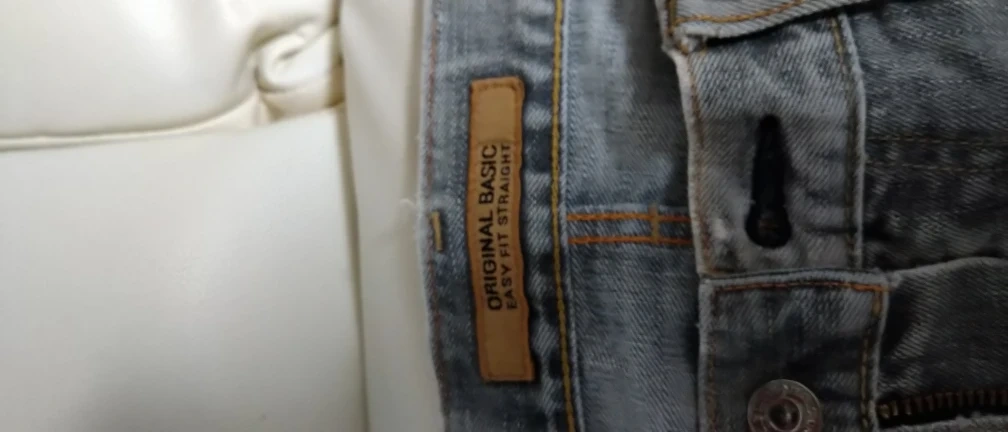 ORIGINAL BASIC
EASY FIT STRAIGHT